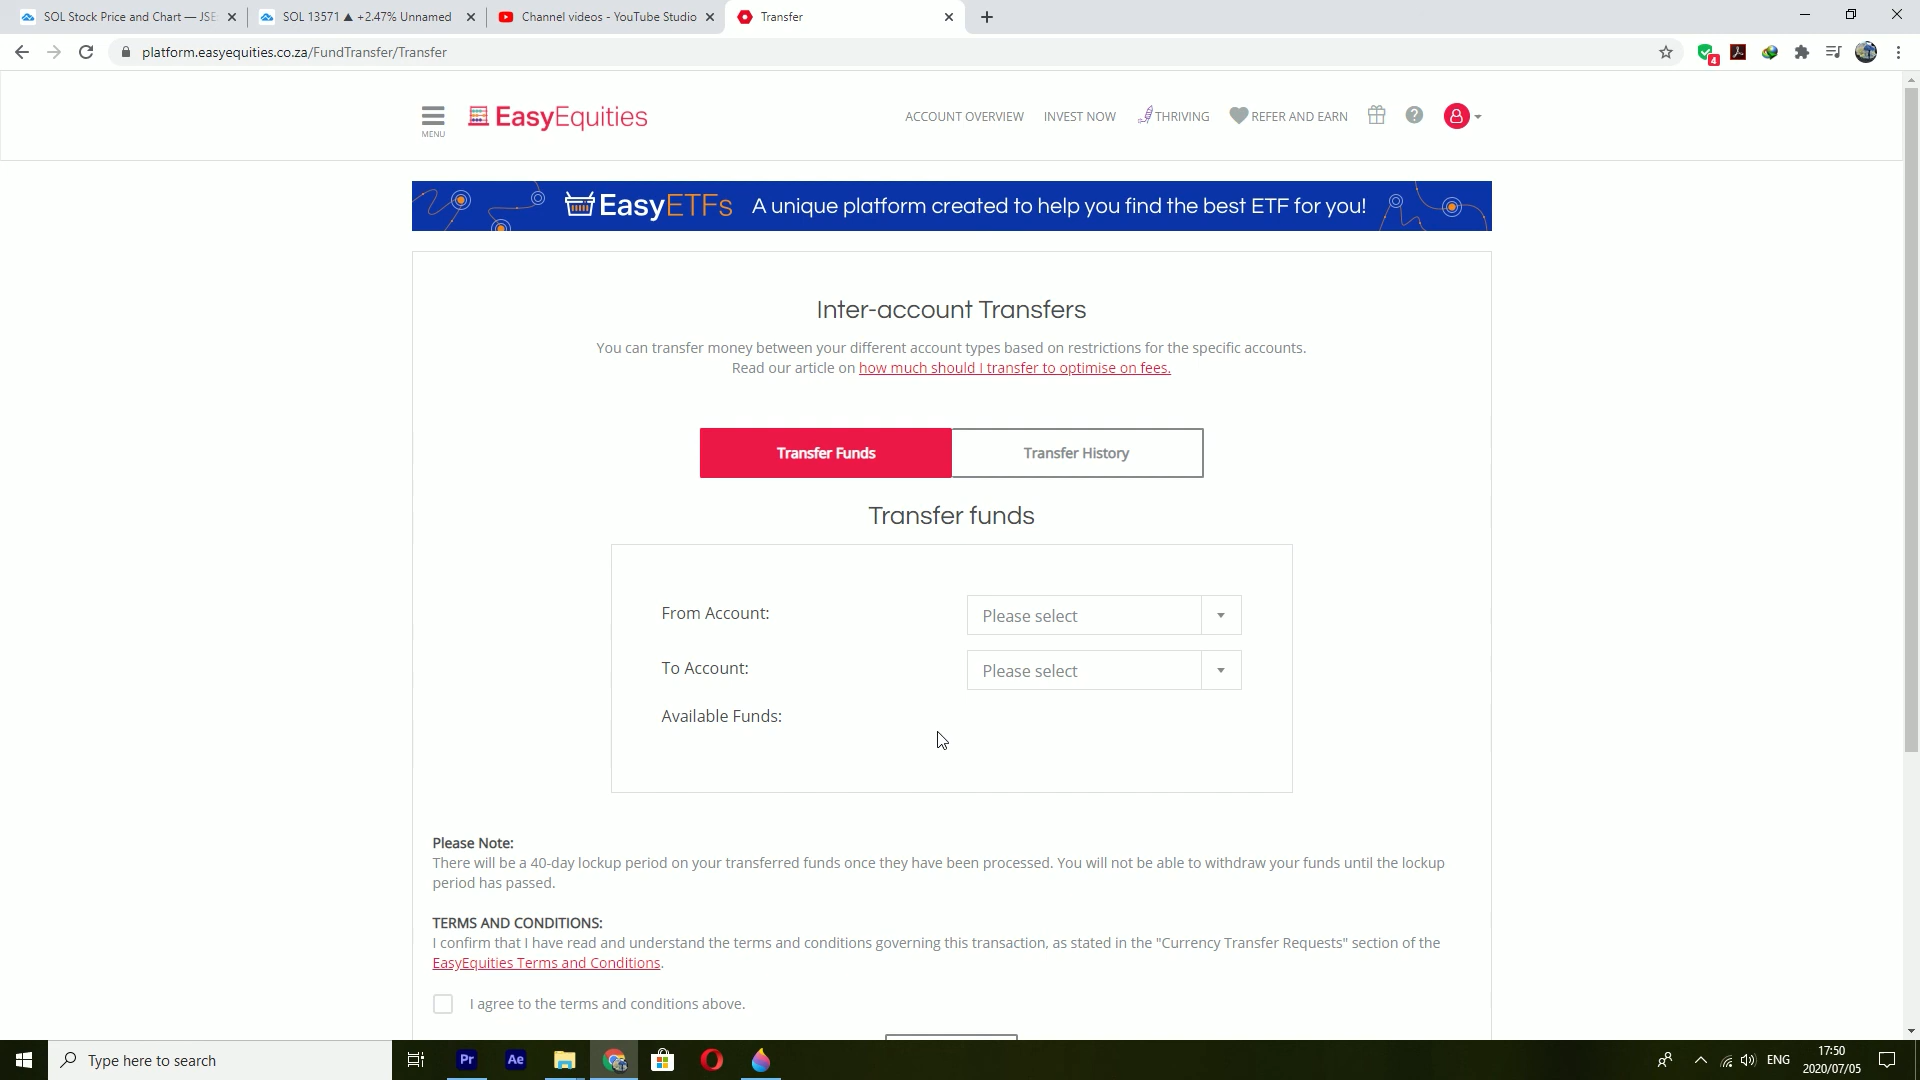 SOL Stock Price and Chart — JSE
SOL 13571 ▲ +2.47% Unnamed
Channel videos - YouTube Studio
Transfer
platform.easyequities.co.za/FundTransfer/Transfer
4
MENU
EasyEquities
ACCOUNT OVERVIEW
INVEST NOW
THRIVING
REFER AND EARN
?
EasyETFs A unique platform created to help you find the best ETF for you!
Inter-account Transfers
You can transfer money between your different account types based on restrictions for the specific accounts.
Read our article on how much should I transfer to optimise on fees.
Transfer Funds
Transfer History
Transfer funds
From Account:
Please select
To Account:
Please select
Available Funds:
Please Note:
There will be a 40-day lockup period on your transferred funds once they have been processed. You will not be able to withdraw your funds until the lockup
period has passed.
TERMS AND CONDITIONS:
I confirm that I have read and understand the terms and conditions governing this transaction, as stated in the "Currency Transfer Requests" section of the
EasyEquities Terms and Conditions.
I agree to the terms and conditions above.
Type here to search
Pr
Ae
ENG
17:50
2020/07/05